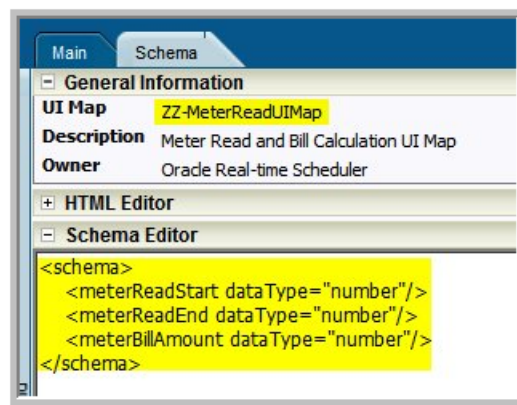 Main Schema
General Information
UI Map ZZ-MeterReadUIMap
Description Meter Read and Bill Calculation UI Map
Owner Oracle Real-time Scheduler
HTML Editor
Schema Editor
<schema>
<meterReadStart dataType="number"/>
<meterReadEnd dataType="number"/>
<meterBillAmount dataType="number"/>
</schema>